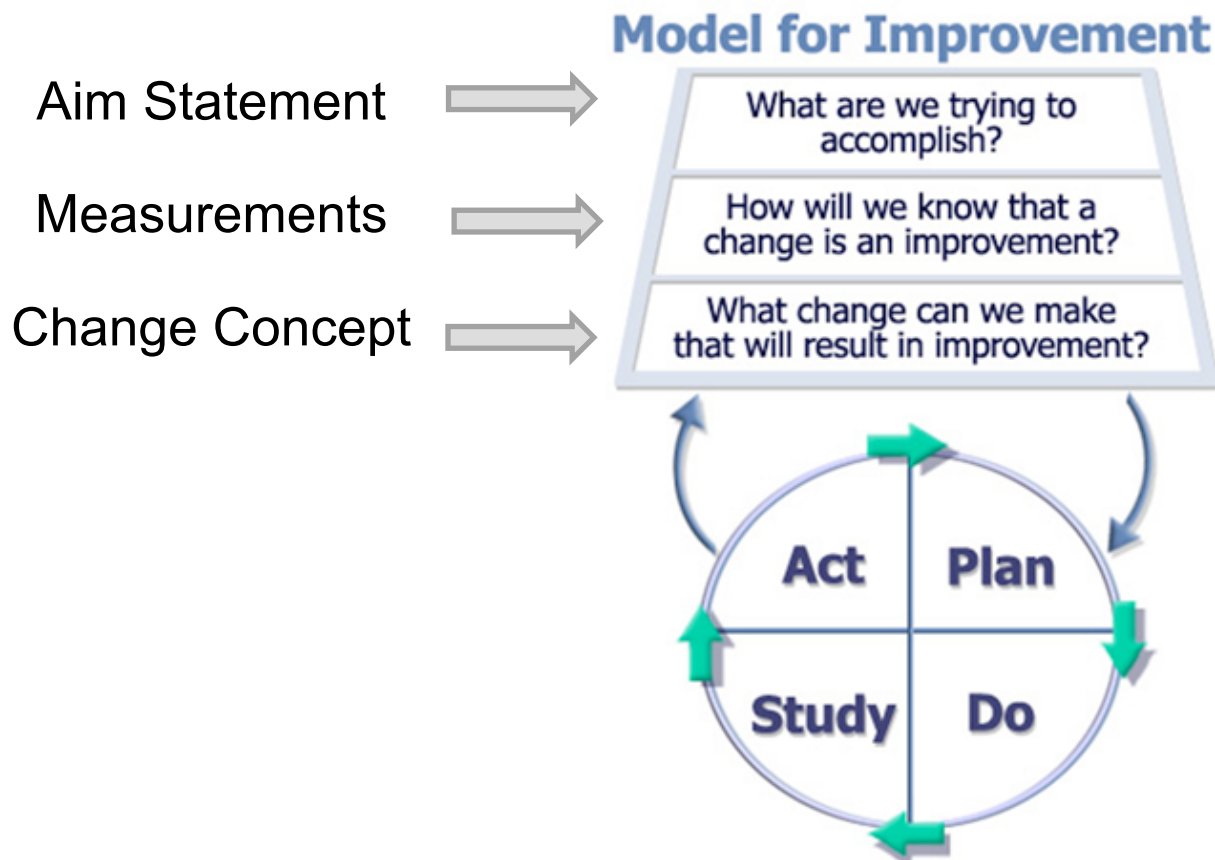 Model for Improvement
Aim Statement
What are we trying to
accomplish?
Measurements
How will we know that a
change is an improvement?
Change Concept
What change can we make
that will result in improvement?
Act
Plan
Study
Do